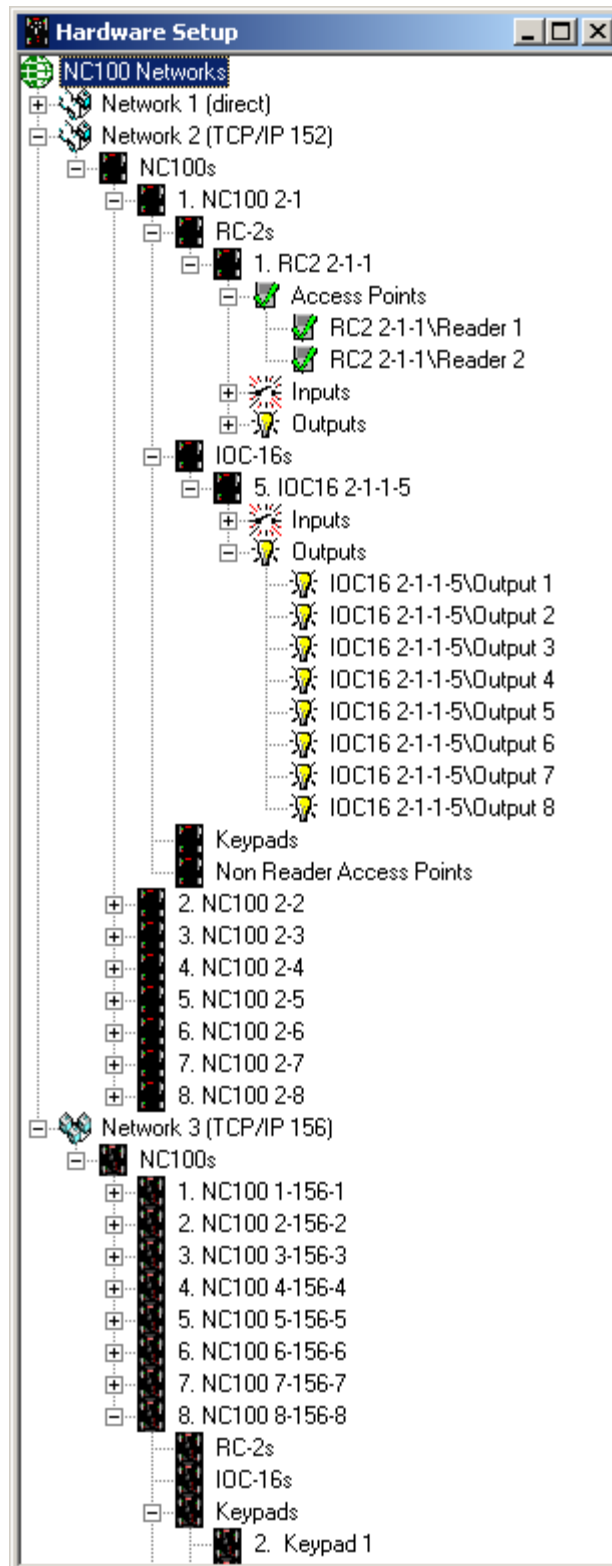 Hardware Setup
NC100 Networks
Network 1 (direct)
Network 2 (TCP/IP 152)
NC100s
1. NC100 2-1
RC-2s
1. RC2 2-1-1
Access Points
RC2 2-1-1\Reader 1
RC2 2-1-1\Reader 2
Inputs
Outputs
IOC-16s
5. IOC16 2-1-1-5
Inputs
Outputs
IOC16 2-1-1-5\Output 1
IOC16 2-1-1-5\Output 2
IOC16 2-1-1-5\Output 3
IOC16 2-1-1-5\Output 4
IOC16 2-1-1-5\Output 5
IOC16 2-1-1-5\Output 6
IOC16 2-1-1-5\Output 7
IOC16 2-1-1-5\Output 8
Keypads
Non Reader Access Points
2. NC100 2-2
3. NC100 2-3
4. NC100 2-4
5. NC100 2-5
6. NC100 2-6
7. NC100 2-7
8. NC100 2-8
Network 3 (TCP/IP 156)
NC100s
1. NC100 1-156-1
2. NC100 2-156-2
3. NC100 3-156-3
4. NC100 4-156-4
5. NC100 5-156-5
6. NC100 6-156-6
7. NC100 7-156-7
8. NC100 8-156-8
RC-2s
IOC-16s
Keypads
2. Keypad 1